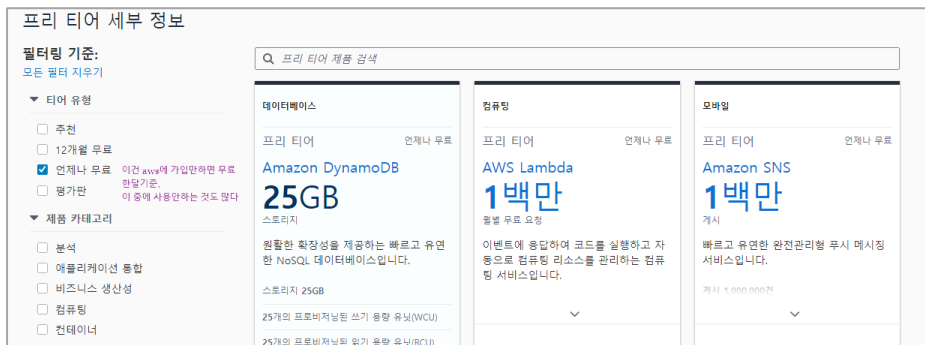 프리 티어 세부 정보
필터링 기준:
모든 필터 지우기
티어 유형
추천
12개월 무료
언제나 무료
이건 aws에 가입만하면 무료
한달기준,
이 중에 사용안하는 것도 많다
평가판
제품 카테고리
분석
애플리케이션 통합
비즈니스 생산성
컴퓨팅
컨테이너
프리 티어 제품 검색
데이터베이스
프리 티어 언제나 무료
Amazon DynamoDB
25GB
스토리지
원활한 확장성을 제공하는 빠르고 유연
한 NoSQL 데이터베이스입니다.
스토리지 25GB
25개의 프로비저닝된 쓰기 용량 유닛(WCU)
25개의 프로비저닝된 읽기 용량 유닛(RCU)
컴퓨팅
프리 티어 언제나 무료
AWS Lambda
1백만
월별 무료 요청
이벤트에 응답하여 코드를 실행하고 자
동으로 컴퓨팅 리소스를 관리하는 컴퓨
팅 서비스입니다.
모바일
프리 티어 언제나 무료
Amazon SNS
1백만
게시
빠르고 유연한 완전관리형 푸시 메시징
서비스입니다.
게시 1,000,000건